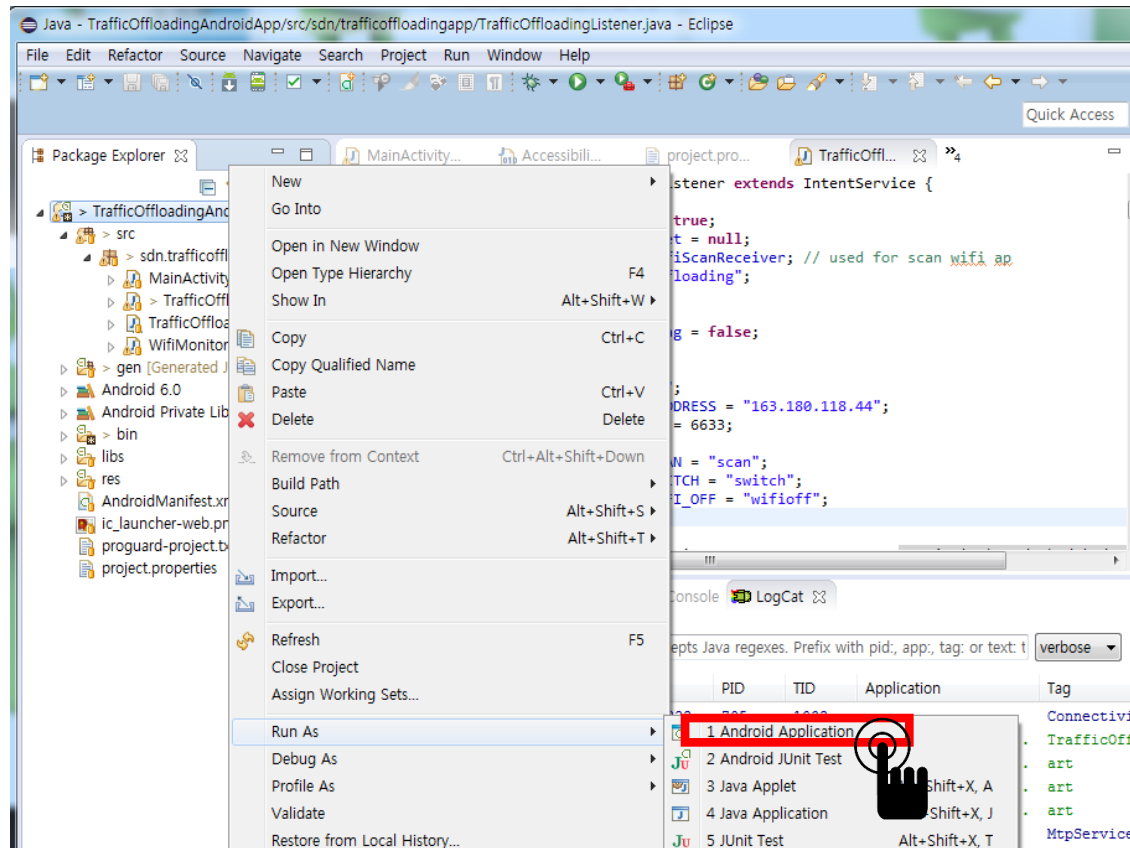 Java - TrafficOffloadingAndroidApp/src/sdn/trafficoffloadingapp/TrafficOffloadingListener.java - Eclipse
File Edit Refactor Source Navigate Search Project Run Window Help
Quick Access
Package Explorer
MainActivity...
Accessibili...
project.pro...
TrafficOffl...
»4
> TrafficOffloadingAnd
> src
> sdn.trafficoffl
MainActivity
> TrafficOffl
TrafficOffloa
WifiMonitor
> gen [Generated J
Android 6.0
Android Private Lib
> bin
libs
res
AndroidManifest.xr
ic_launcher-web.pr
proguard-project.tx
project.properties
New
Go Into
Open in New Window
Open Type Hierarchy F4
Show In Alt+Shift+W
Copy Ctrl+C
Copy Qualified Name
Paste Ctrl+V
Delete Delete
Remove from Context Ctrl+Alt+Shift+Down
Build Path
Source Alt+Shift+S
Refactor Alt+Shift+T
Import...
Export...
Refresh F5
Close Project
Assign Working Sets...
Run As
Debug As
Profile As
Validate
Restore from Local History...
1 Android Application
2 Android JUnit Test
3 Java Applet Shift+X, A
4 Java Application Shift+X, J
5 JUnit Test Alt+Shift+X, T
stener extends IntentService {
true;
t = null;
fiScanReceiver; // used for scan wifi ap
loading";
g = false;
";
DDRESS = "163.180.118.44";
= 6633;
AN = "scan";
TCH = "switch";
FI_OFF = "wifioff";
Console
LogCat
epts Java regexes. Prefix with pid:, app:, tag: or text: t
verbose
PID TID Application Tag
Connectivi
TrafficOff
art
art
art
MtpService